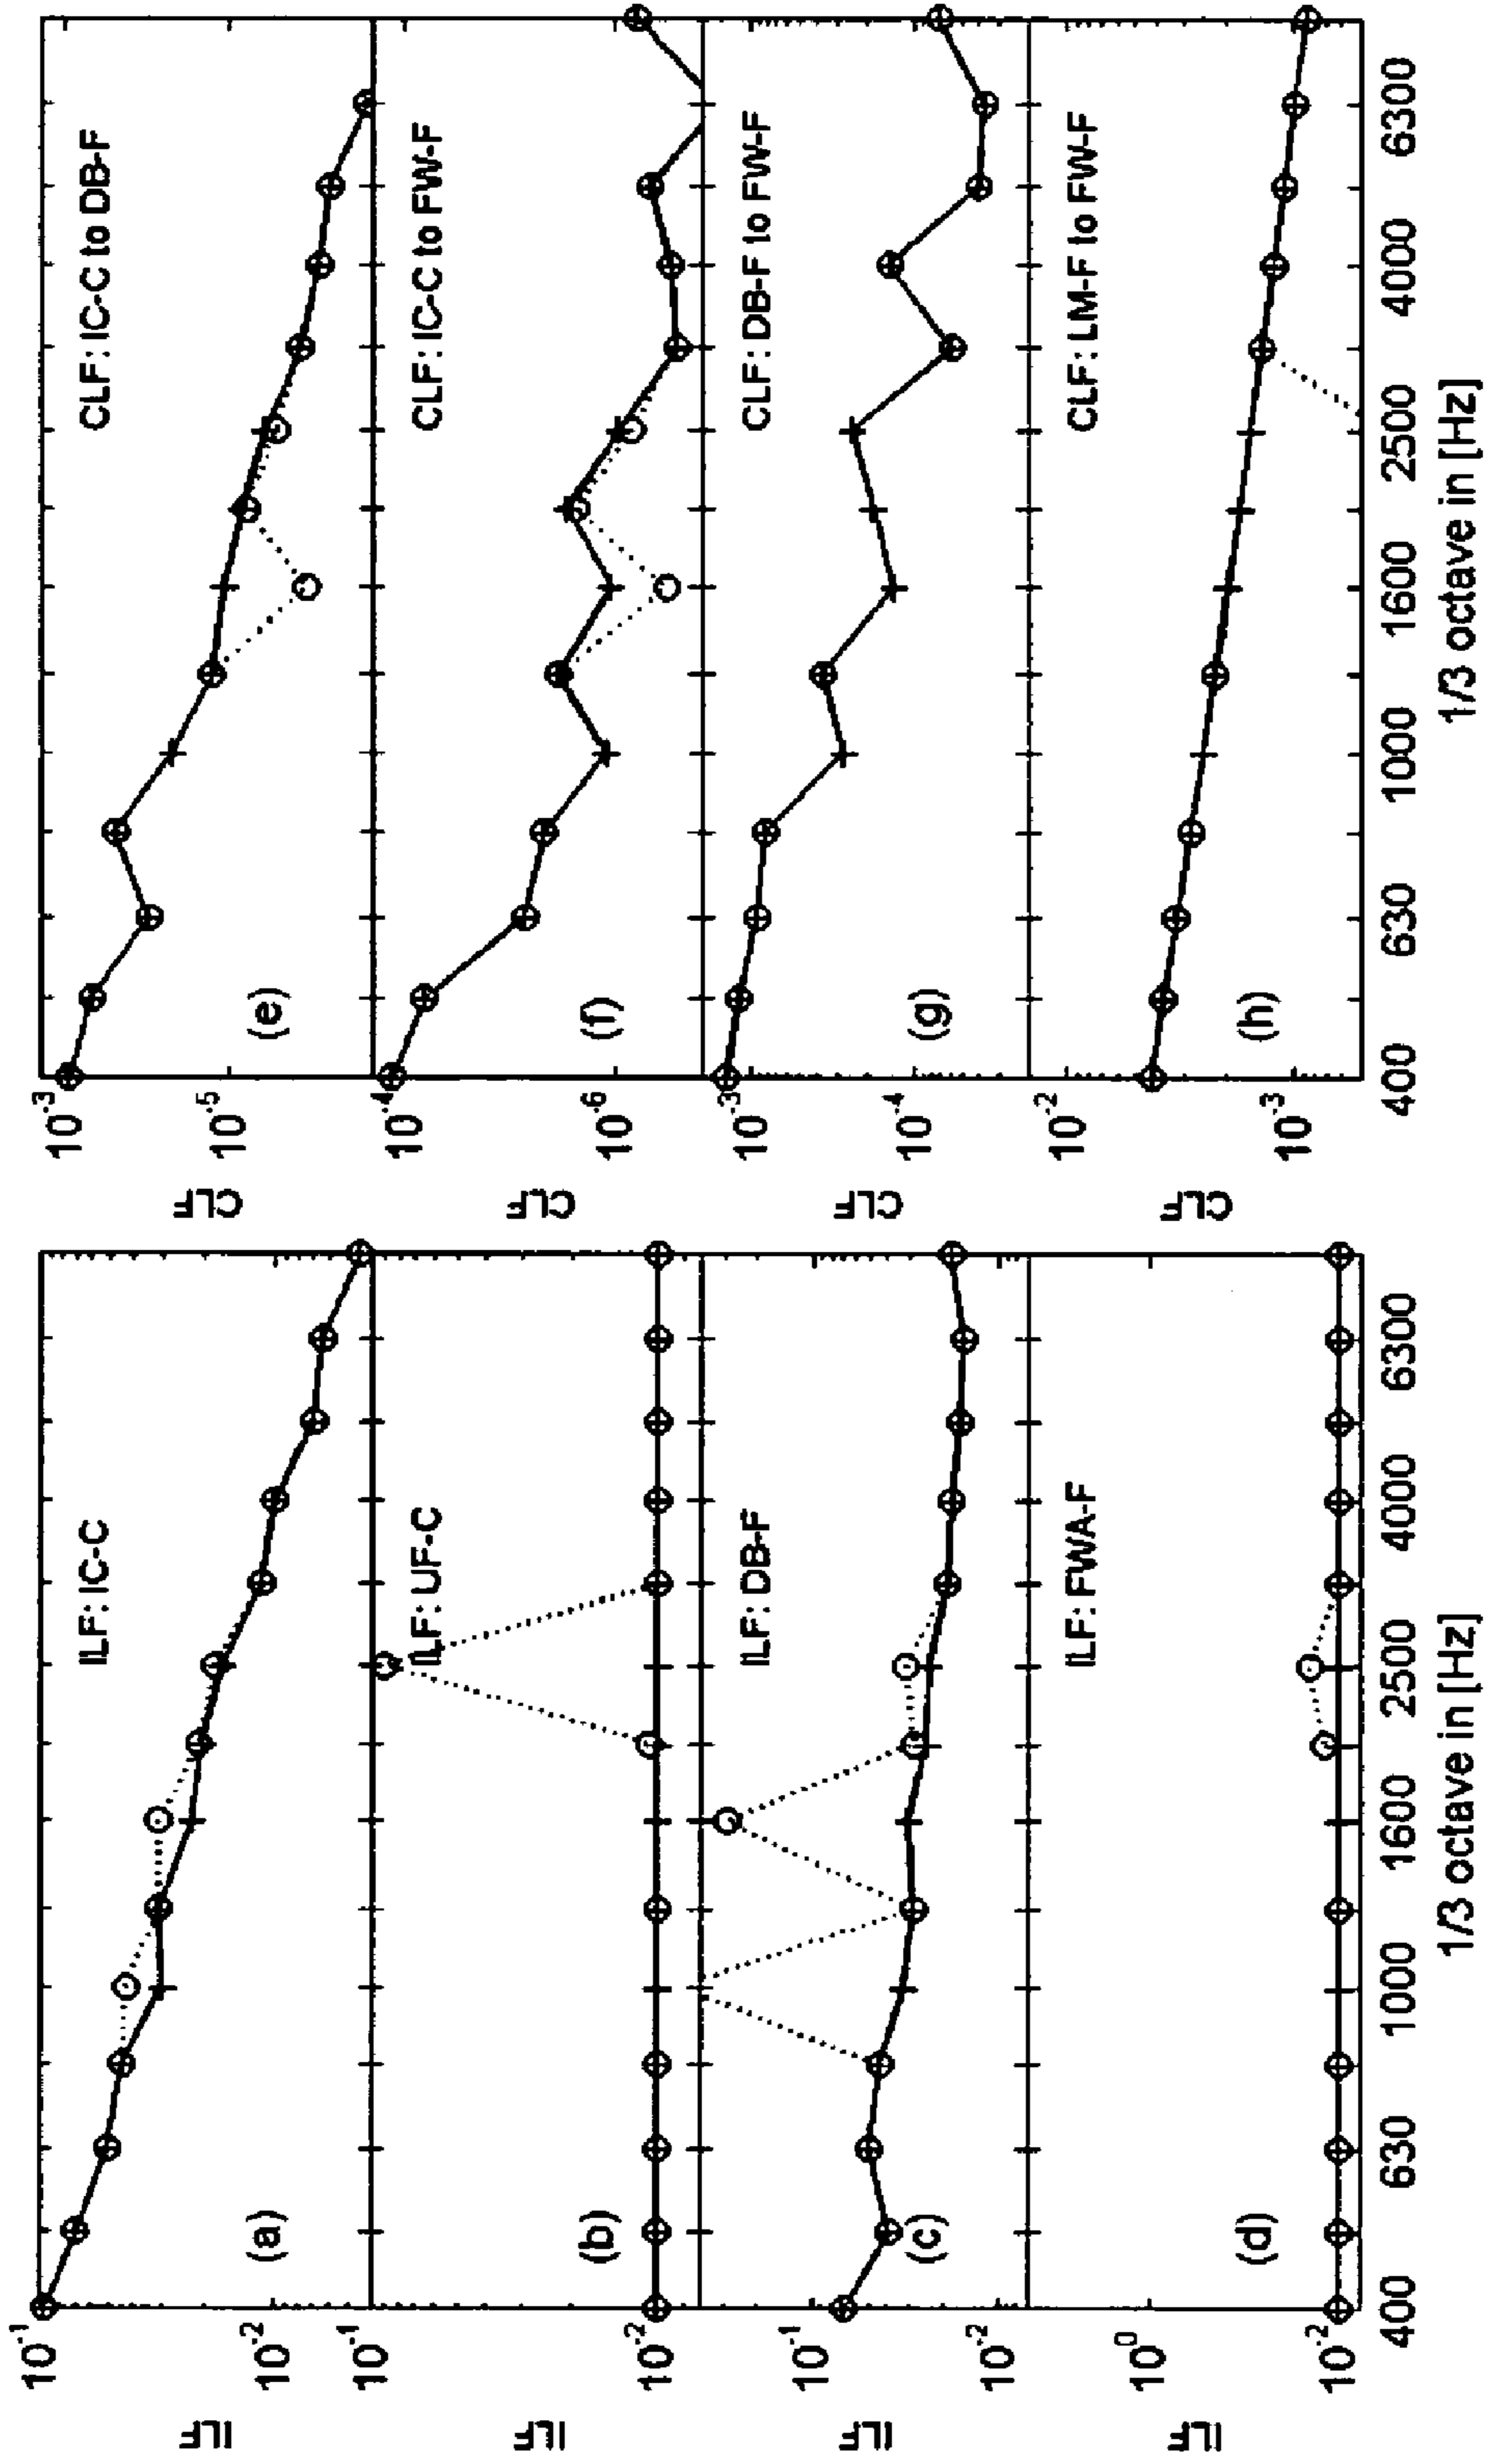 ILF
10⁻¹
10⁻²
(a)
ILF: IC-C
ILF
10⁻¹
10⁻²
(b)
ILF: UF-C
ILF
10⁻¹
10⁻²
(c)
ILF: DB-F
ILF
10⁰
10⁻²
(d)
ILF: FWA-F
400 630 1000 1600 2500 4000 6300
1/3 octave in [Hz]
CLF
10⁻³
10⁻⁵
(e)
CLF: IC-C to DB-F
CLF
10⁻⁴
10⁻⁶
(f)
CLF: IC-C to FW-F
CLF
10⁻³
10⁻⁴
(g)
CLF: DB-F to FW-F
CLF
10⁻²
10⁻³
(h)
CLF: LM-F to FW-F
400 630 1000 1600 2500 4000 6300
1/3 octave in [Hz]